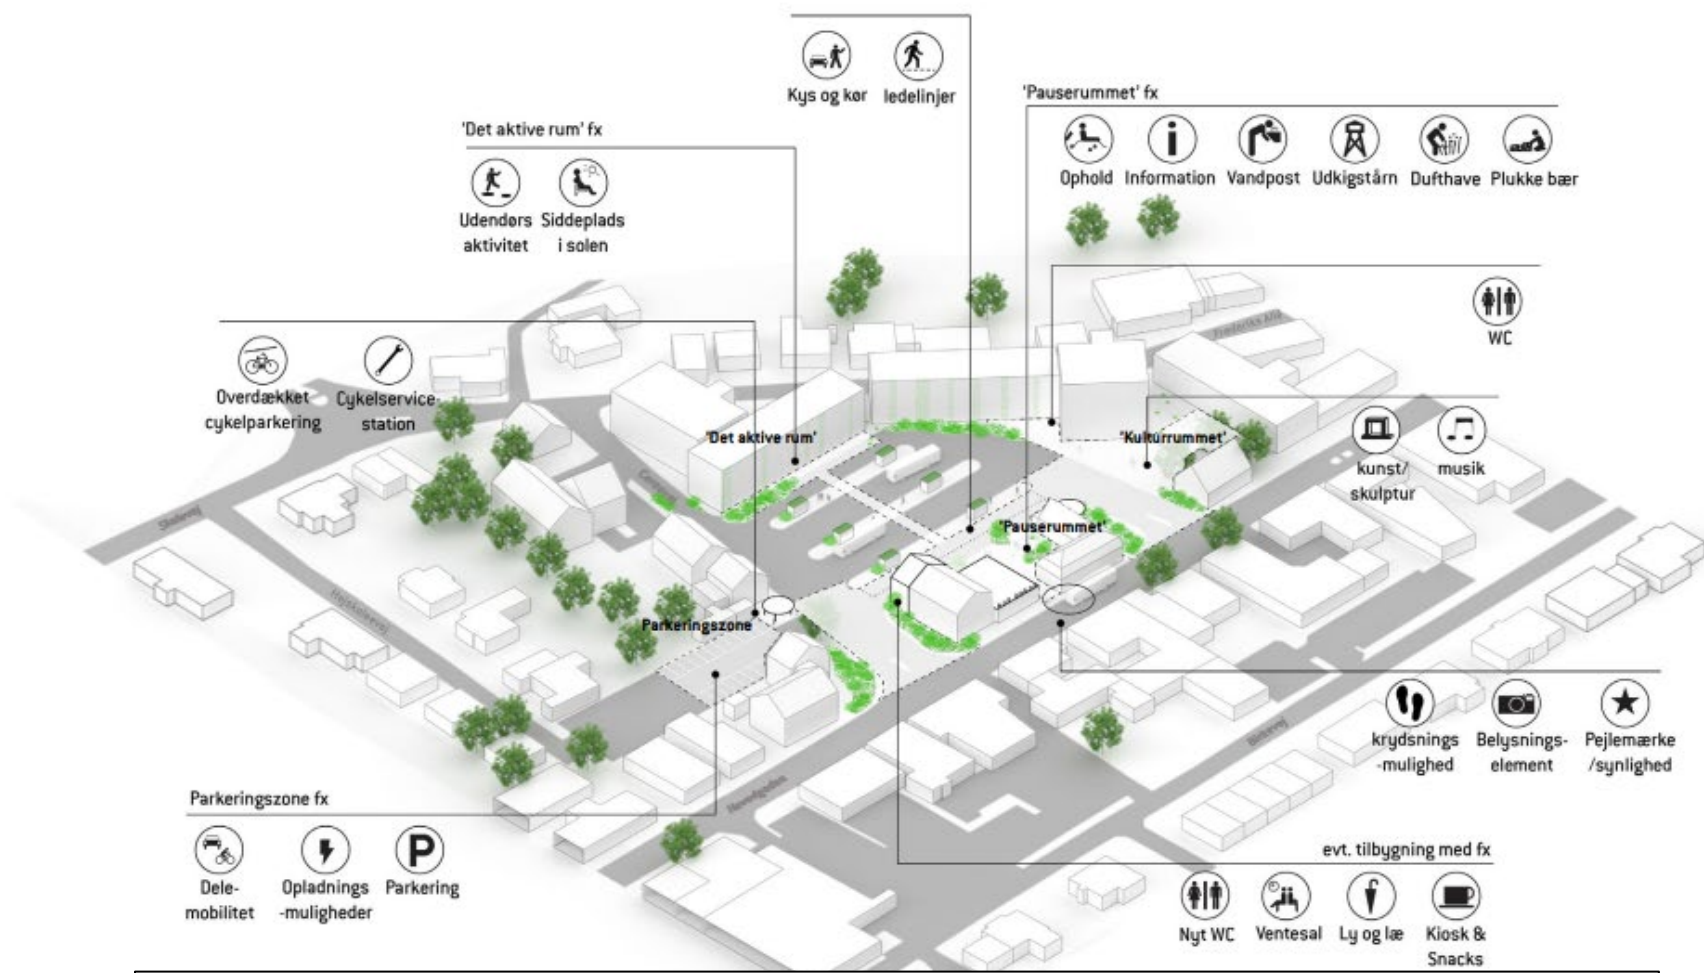 Kys og kør
ledelinjer
'Pauserummet' fx
Ophold
Information
Vandpost
Udkigstårn
Dufthave
Plukke bær
'Det aktive rum' fx
Udendørs
aktivitet
Siddeplads
i solen
WC
Overdækket
cykelparkering
Cykelservice-
station
Frederiks Allé
'Det aktive rum'
'Kulturrummet'
kunst/
skulptur
musik
'Pauserummet'
Højskolevej
Parkeringszone
krydsnings
-mulighed
Belysnings-
element
Pejlemærke
/synlighed
Parkeringszone fx
Dele-
mobilitet
Opladnings
-muligheder
P
Parkering
evt. tilbygning med fx
Nyt WC
Ventesal
Ly og læ
Kiosk &
Snacks